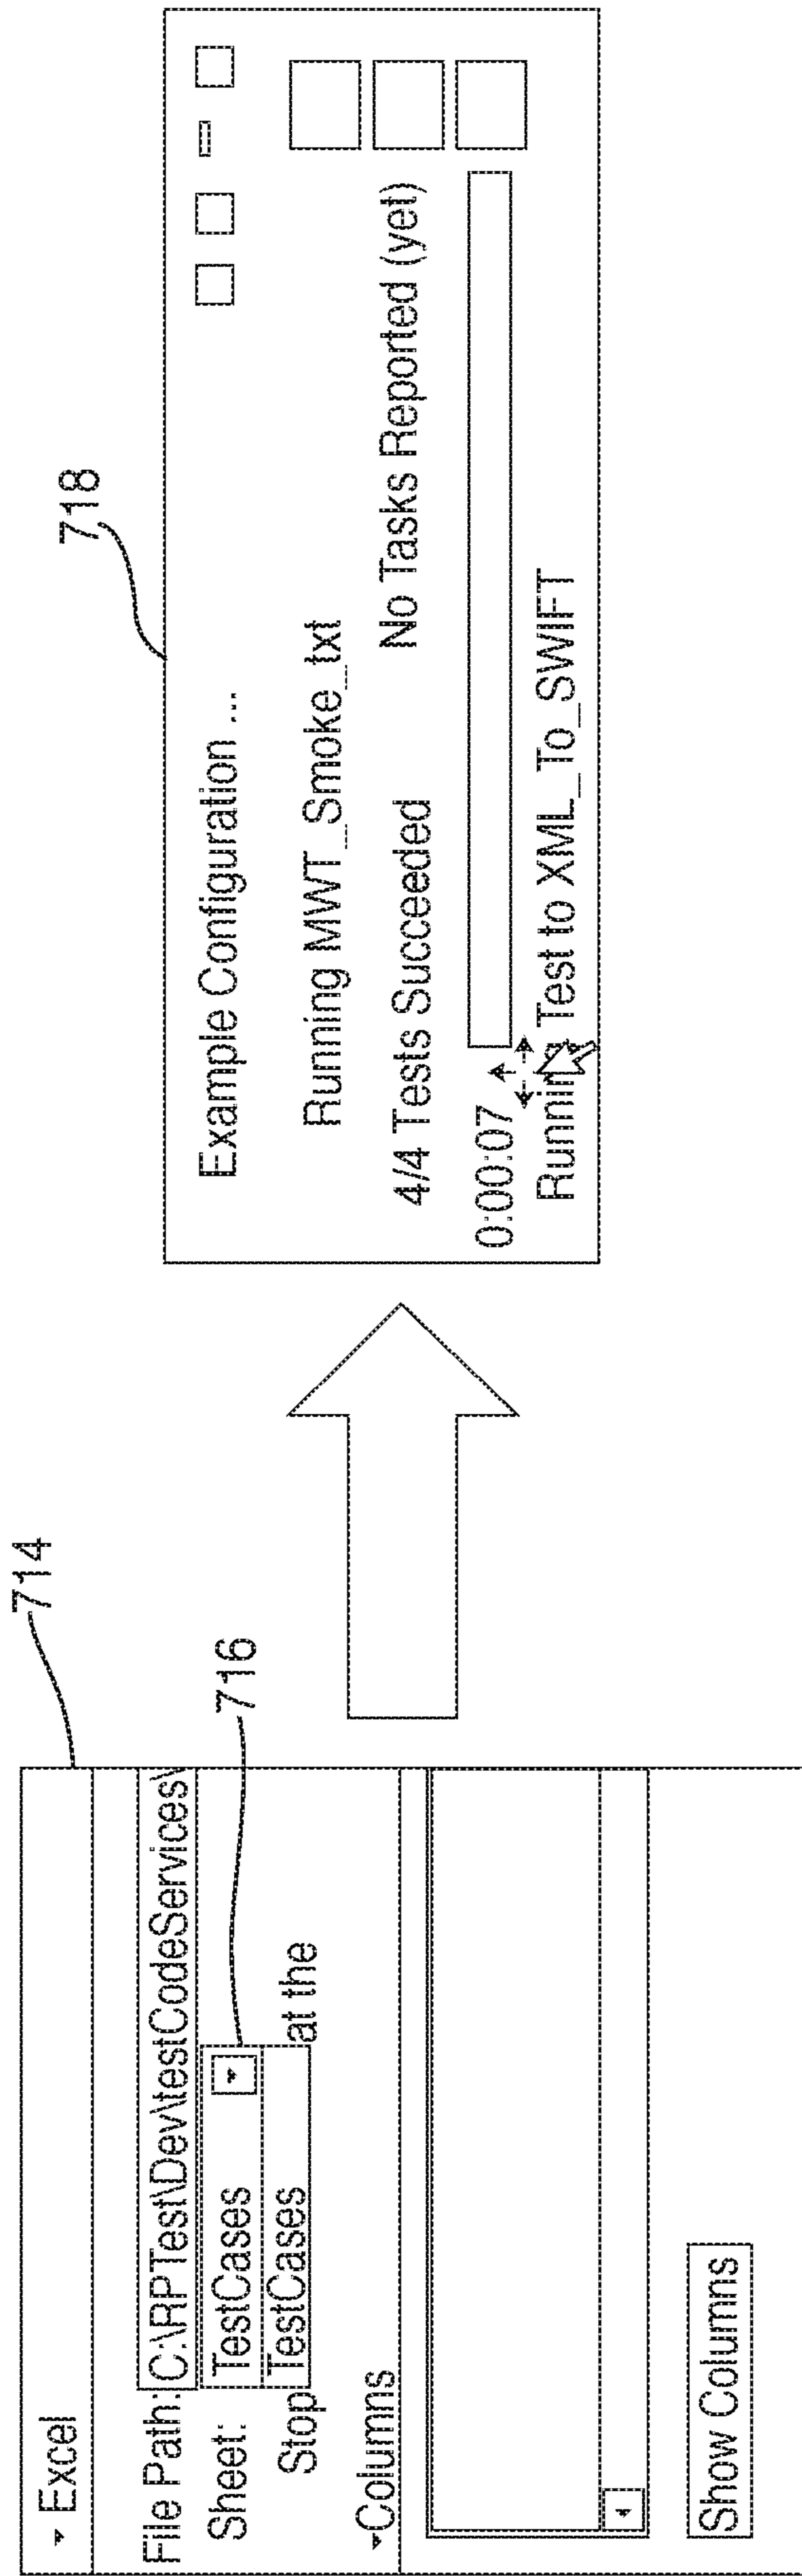 714
▾ Excel
File Path: C:\RPTest\Dev\testCodeServices\
Sheet: TestCases
716
TestCases
Stop at the
▾Columns
Show Columns
718
Example Configuration ...
Running MWT_Smoke_txt
4/4 Tests Succeeded No Tasks Reported (yet)
0:00:07
Running Test to XML_To_SWIFT